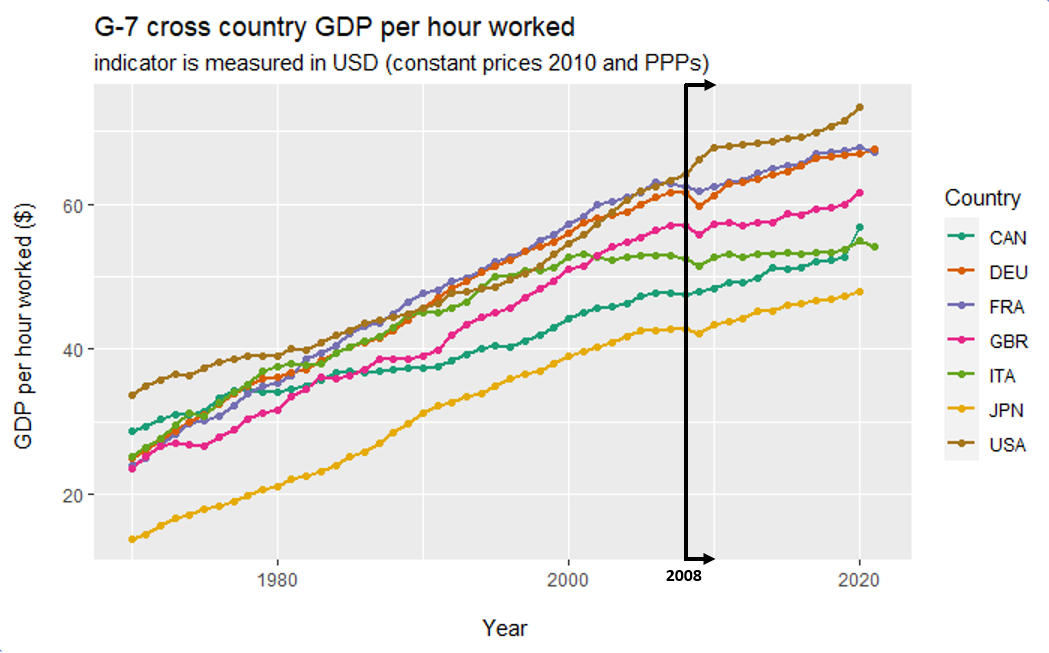 G-7 cross country GDP per hour worked
indicator is measured in USD (constant prices 2010 and PPPs)
GDP per hour worked ($)
60
40
20
1980
2000
2008
2020
Year
Country
CAN
DEU
FRA
GBR
ITA
JPN
USA